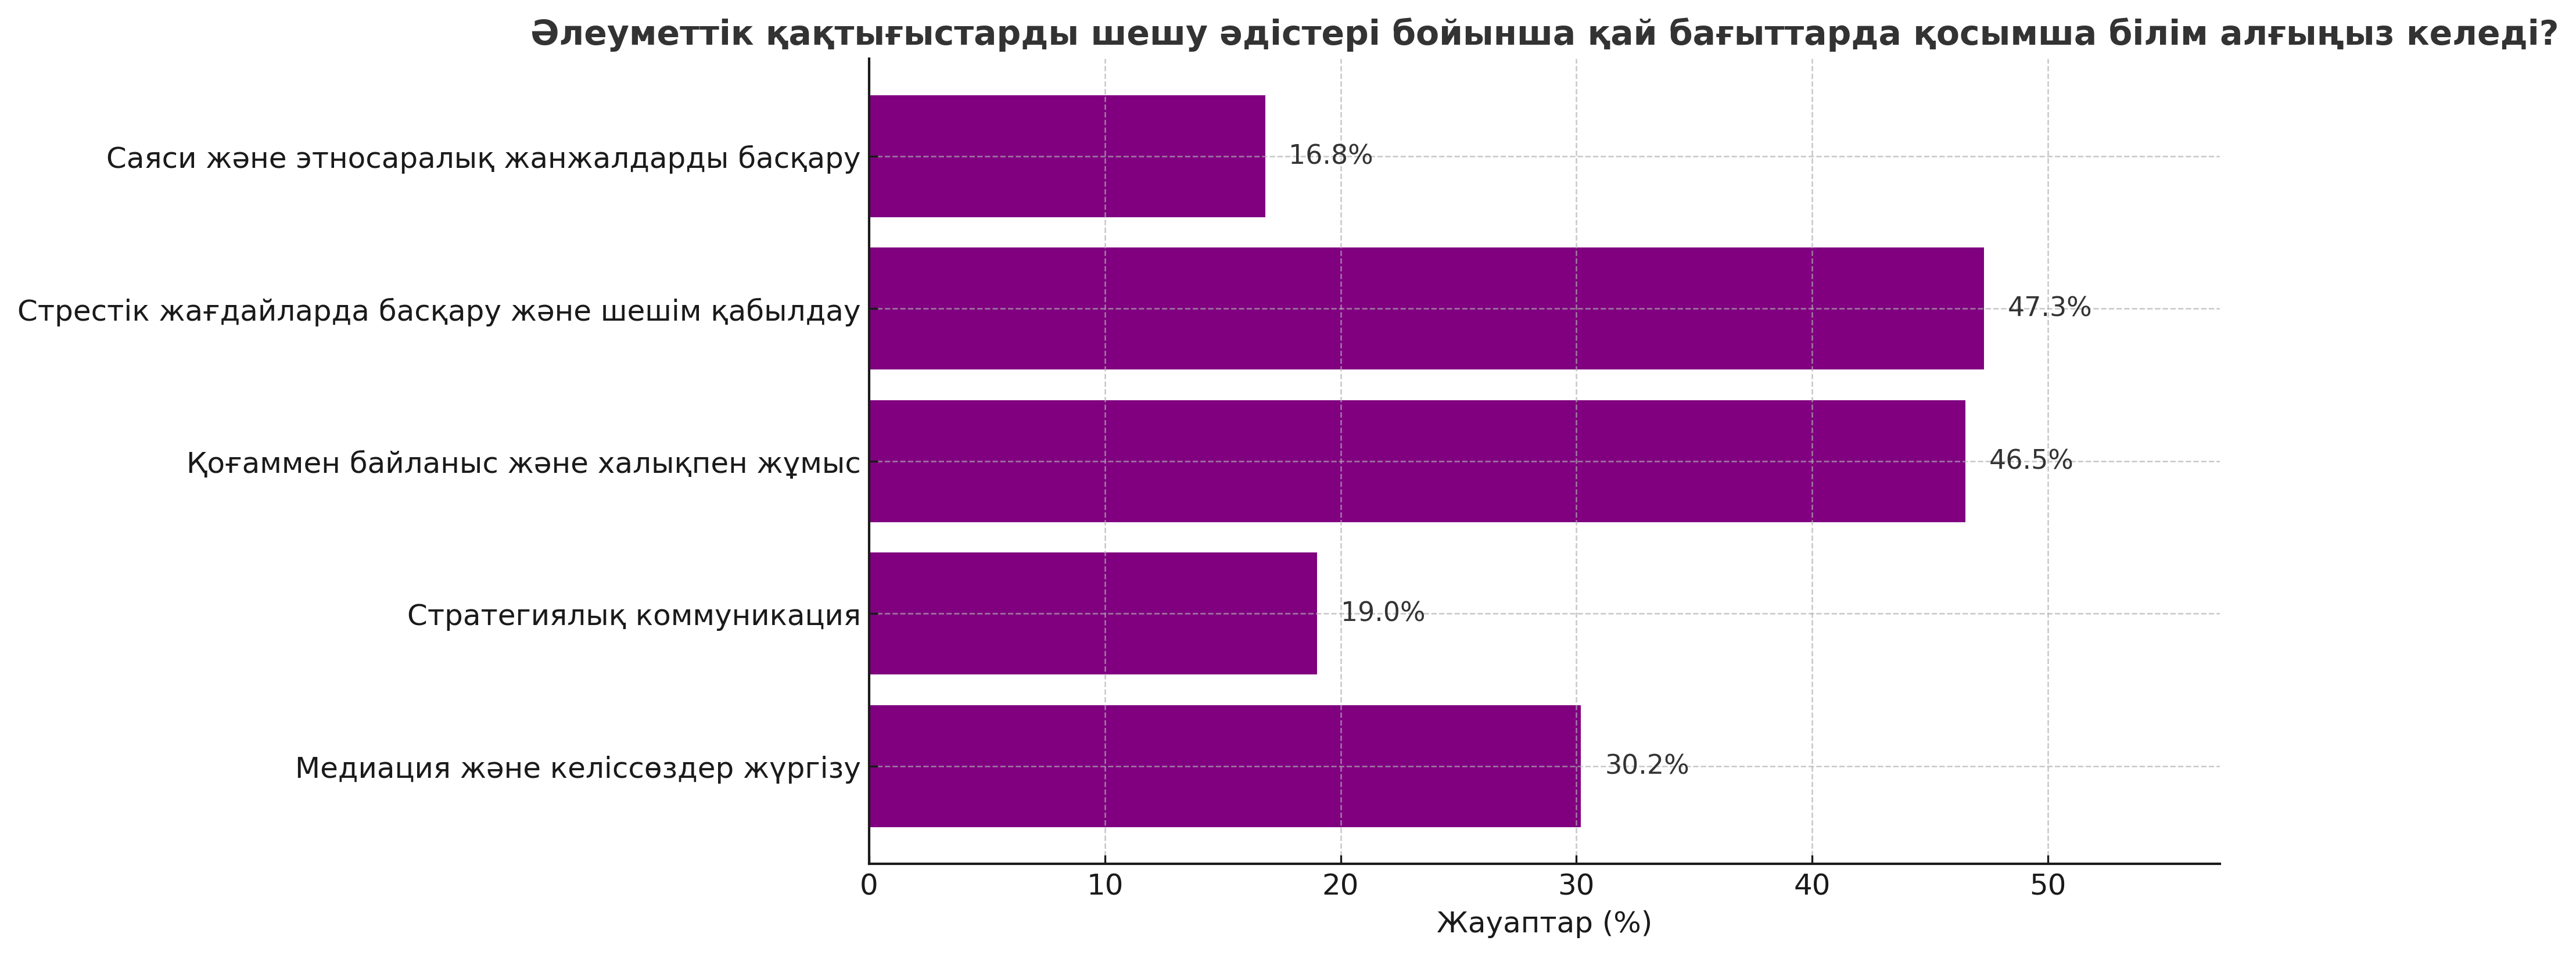 Әлеуметтік қақтығыстарды шешу әдістері бойынша қай бағыттарда қосымша білім алғыңыз келеді?
Саяси және этносаралық жанжалдарды басқару
16.8%
Стрестік жағдайларда басқару және шешім қабылдау
47.3%
Қоғаммен байланыс және халықпен жұмыс
46.5%
Стратегиялық коммуникация
19.0%
Медиация және келіссөздер жүргізу
30.2%
0 10 20 30 40 50
Жауаптар (%)